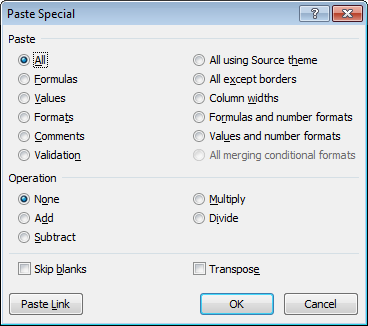 Paste Special
Paste
All
All using Source theme
Formulas
All except borders
Values
Column widths
Formats
Formulas and number formats
Comments
Values and number formats
Validation
All merging conditional formats
Operation
None
Multiply
Add
Divide
Subtract
Skip blanks
Transpose
Paste Link
OK
Cancel